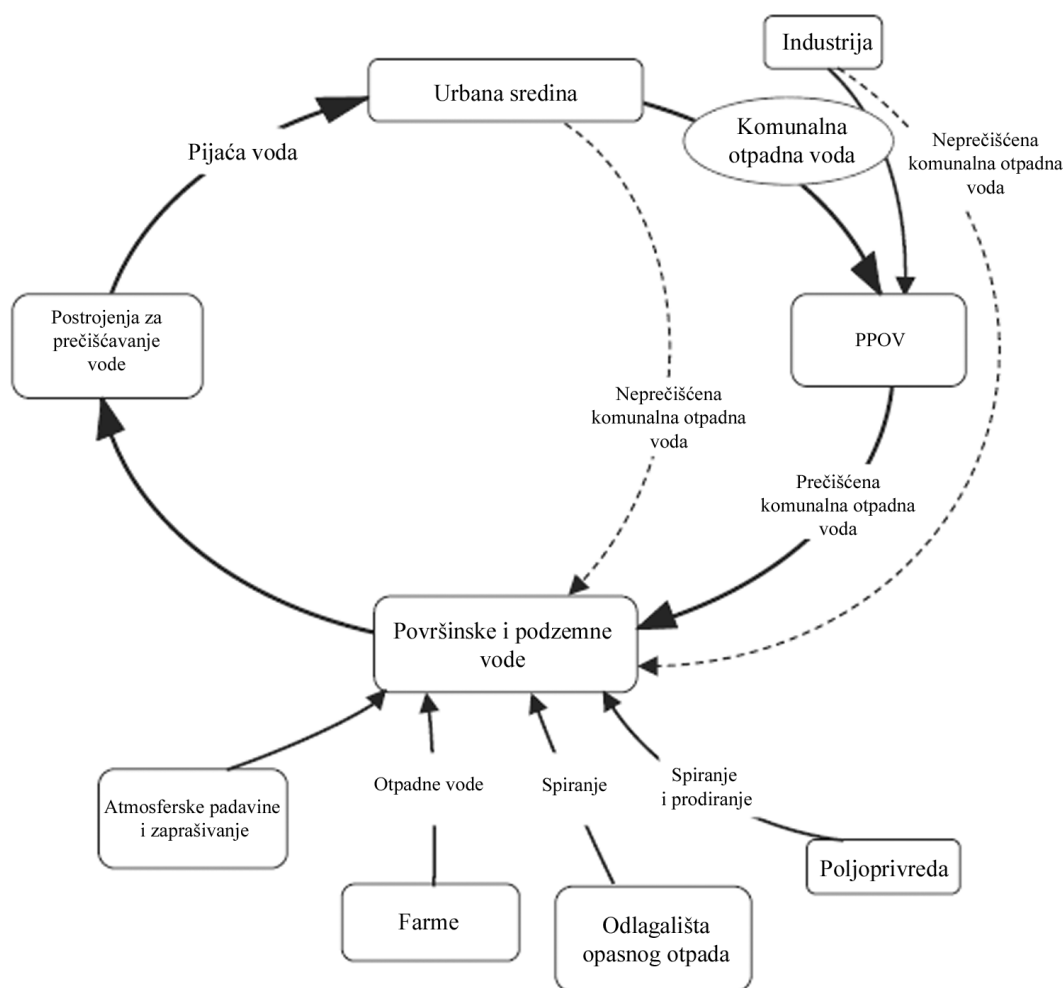 Industrija
Urbana sredina
Komunalna
otpadna voda
Neprečišćena
komunalna otpadna
voda
Pijaća voda
Postrojenja za
prečišćavanje
vode
PPOV
Neprečišćena
komunalna otpadna
voda
Prečišćena
komunalna otpadna
voda
Površinske i podzemne
vode
Atmosferske padavine
i zaprašivanje
Otpadne vode
Spiranje
Spiranje
i prodiranje
Farme
Odlagališta
opasnog otpada
Poljoprivreda